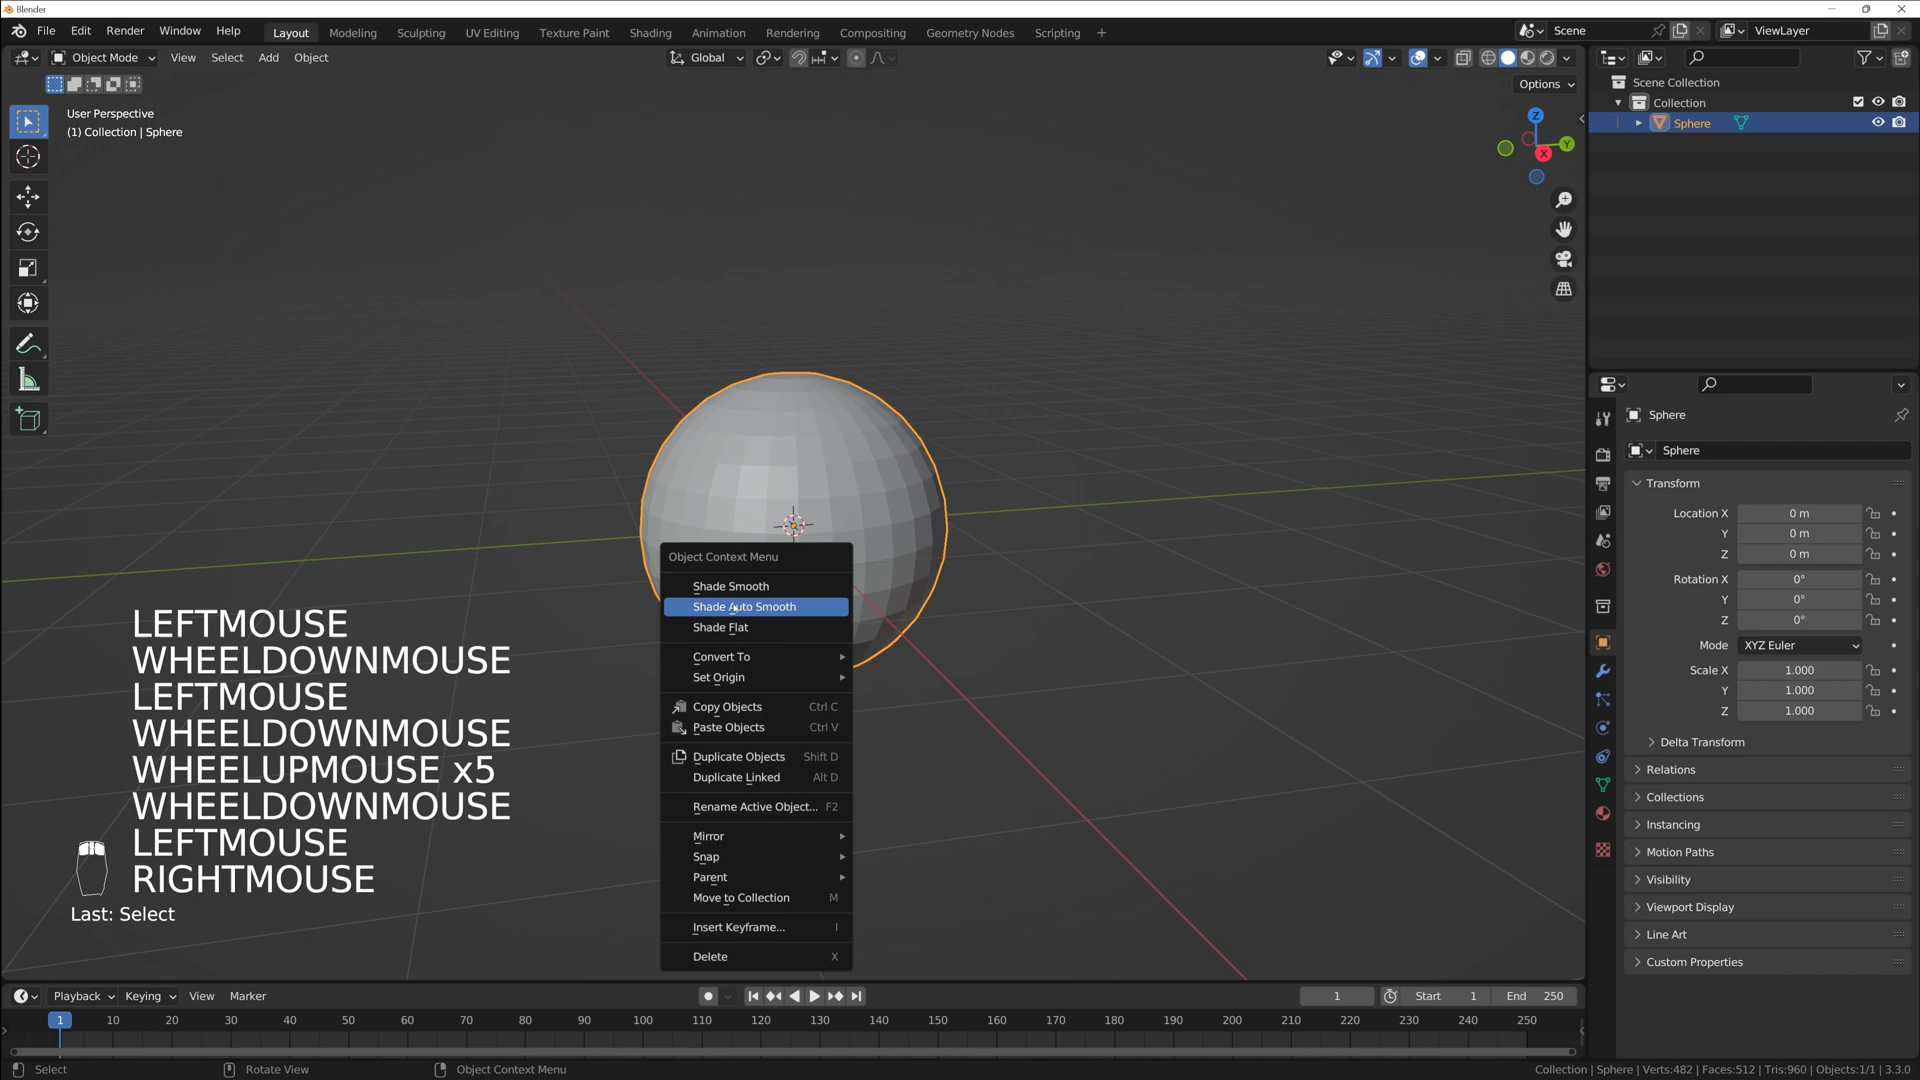 Blender
File Edit Render Window Help Layout Modeling Sculpting UV Editing Texture Paint Shading Animation Rendering Compositing Geometry Nodes Scripting + Scene ViewLayer
Object Mode View Select Add Object Global
Options
User Perspective
(1) Collection | Sphere
Z
Y
X
Scene Collection
Collection
Sphere
Object Context Menu
Shade Smooth
Shade Auto Smooth
Shade Flat
Convert To
Set Origin
Copy Objects Ctrl C
Paste Objects Ctrl V
Duplicate Objects Shift D
Duplicate Linked Alt D
Rename Active Object... F2
Mirror
Snap
Parent
Move to Collection M
Insert Keyframe... I
Delete X
LEFTMOUSE
WHEELDOWNMOUSE
LEFTMOUSE
WHEELDOWNMOUSE
WHEELUPMOUSE x5
WHEELDOWNMOUSE
LEFTMOUSE
RIGHTMOUSE
Last: Select
Sphere
Sphere
Transform
Location X 0 m
Y 0 m
Z 0 m
Rotation X 0°
Y 0°
Z 0°
Mode XYZ Euler
Scale X 1.000
Y 1.000
Z 1.000
Delta Transform
Relations
Collections
Instancing
Motion Paths
Visibility
Viewport Display
Line Art
Custom Properties
Playback Keying View Marker 1 Start 1 End 250
1 10 20 30 40 50 60 70 80 90 100 110 120 130 140 150 160 170 180 190 200 210 220 230 240 250
Select Rotate View Object Context Menu Collection | Sphere | Verts:482 | Faces:512 | Tris:960 | Objects:1/1 | 3.3.0